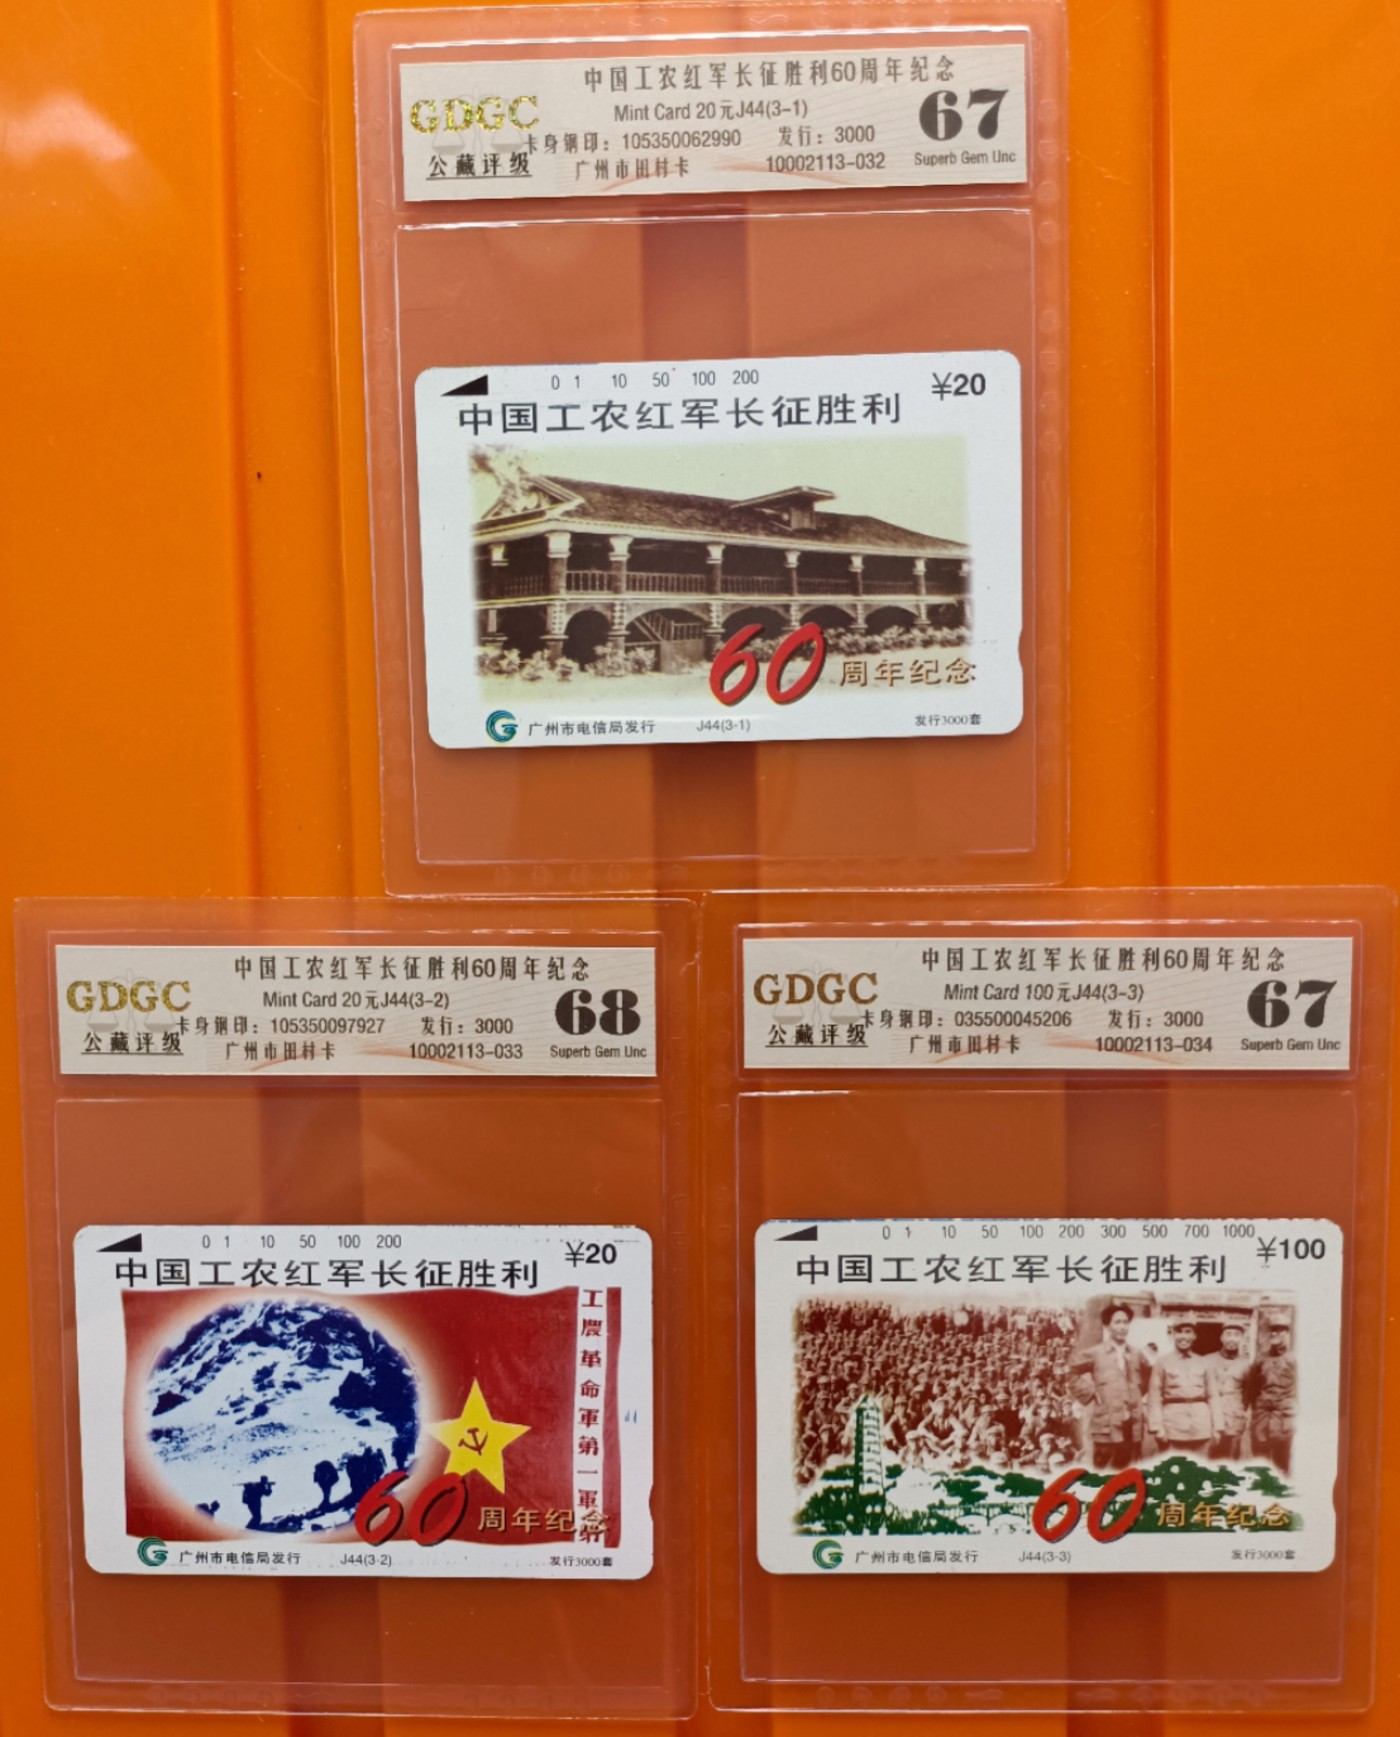 中国工农红军长征胜利60周年纪念
GDGC
Mint Card 20元J44(3-1)
67
卡身钢印：105350062990 发行：3000
公藏评级
广州市田村卡 10002113-032
Superb Gem Unc
0 1 10 50 100 200
¥20
中国工农红军长征胜利
60周年纪念
广州市电信局发行 J44(3-1) 发行3000套
中国工农红军长征胜利60周年纪念
GDGC
Mint Card 20元J44(3-2)
68
卡身钢印：105350097927 发行：3000
公藏评级
广州市田村卡 10002113-033
Superb Gem Unc
0 1 10 50 100 200
¥20
中国工农红军长征胜利
工農革命軍第一軍第
60周年纪念
广州市电信局发行 J44(3-2) 发行3000套
中国工农红军长征胜利60周年纪念
GDGC
Mint Card 100元J44(3-3)
67
卡身钢印：035500045206 发行：3000
公藏评级
广州市田村卡 10002113-034
Superb Gem Unc
0 1 10 50 100 200 300 500 700 1000
¥100
中国工农红军长征胜利
60周年纪念
广州市电信局发行 J44(3-3) 发行3000套